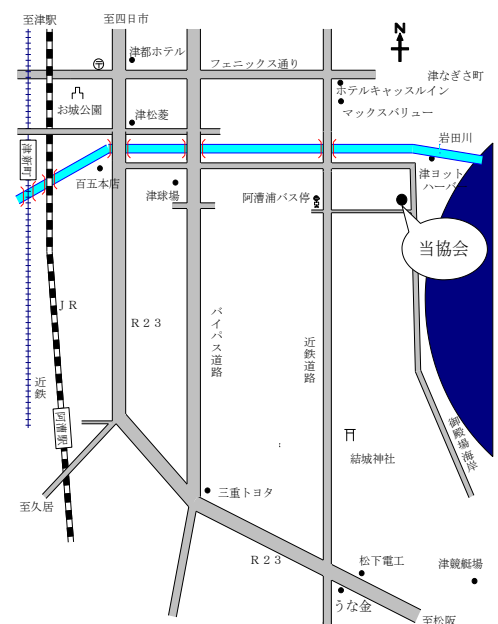 至津駅
至四日市
N
津都ホテル
フェニックス通り
津なぎさ町
ホテルキャッスルイン
お城公園
マックスバリュー
津松菱
岩田川
津新町
百五本店
津球場
阿漕浦バス停
津ヨット
ハーバー
当協会
JR
R23
バイパス道路
近鉄道路
近鉄
阿漕駅
御殿場海岸
結城神社
三重トヨタ
至久居
R23
松下電工
津競艇場
うな金
至松阪